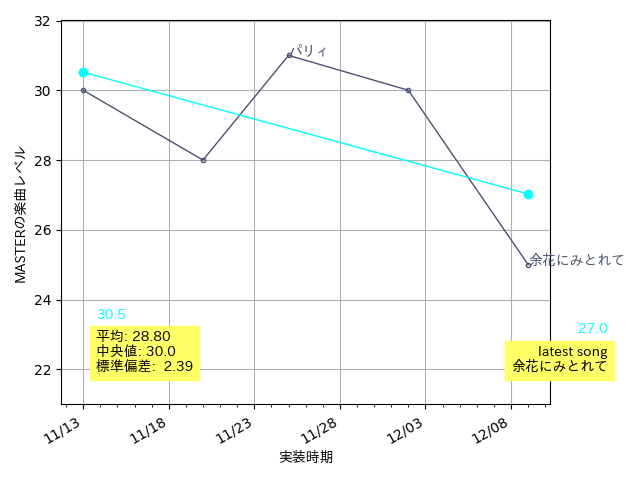 32
30
28
26
24
22
MASTERの楽曲レベル
パリィ
余花にみとれて
30.5
平均: 28.80
中央値: 30.0
標準偏差: 2.39
27.0
latest song
余花にみとれて
11/13
11/18
11/23
11/28
12/03
12/08
実装時期